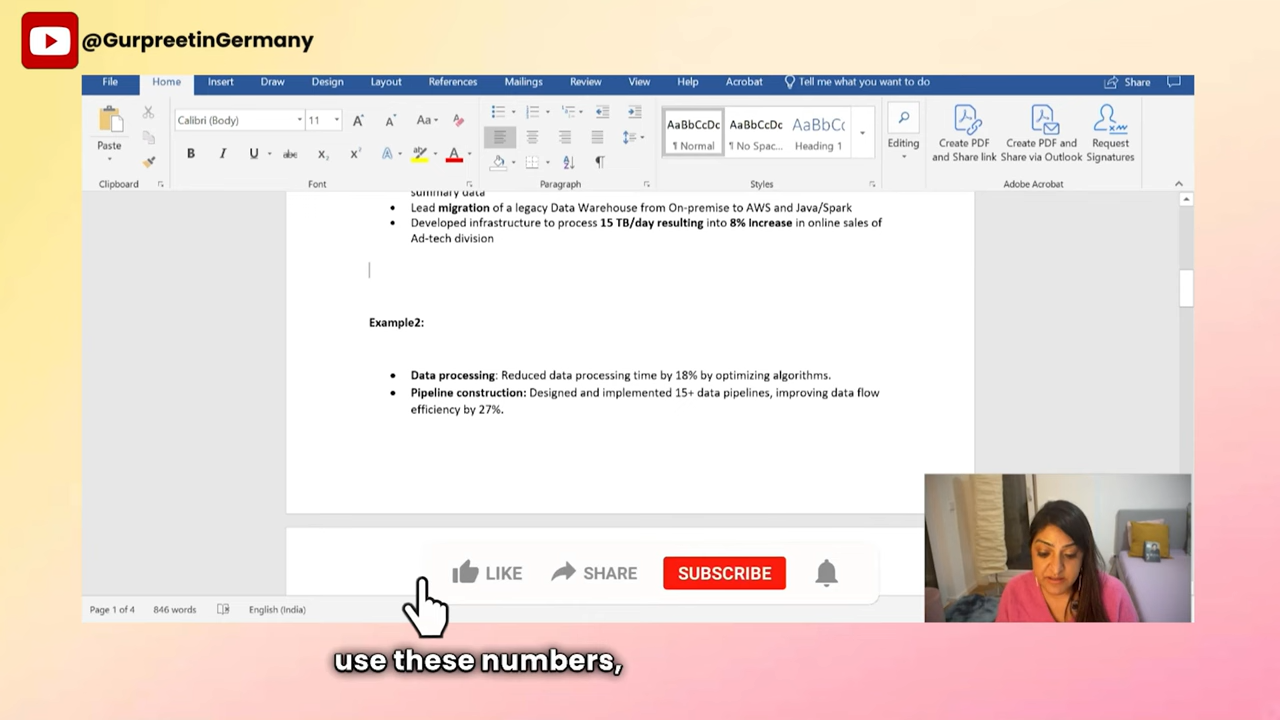 @GurpreetinGermany
File Home Insert Draw Design Layout References Mailings Review View Help Acrobat Tell me what you want to do Share
Paste
Clipboard
Calibri (Body) 11
Font
Paragraph
AaBbCcDc AaBbCcDc AaBbCc
¶ Normal ¶ No Spac... Heading 1
Styles
Editing
Create PDF and Share link
Create PDF and Share via Outlook
Request Signatures
Adobe Acrobat
summary data
• Lead migration of a legacy Data Warehouse from On-premise to AWS and Java/Spark
• Developed infrastructure to process 15 TB/day resulting into 8% increase in online sales of
Ad-tech division
Example2:
• Data processing: Reduced data processing time by 18% by optimizing algorithms.
• Pipeline construction: Designed and implemented 15+ data pipelines, improving data flow
efficiency by 27%.
LIKE SHARE SUBSCRIBE
Page 1 of 4 846 words English (India)
use these numbers,